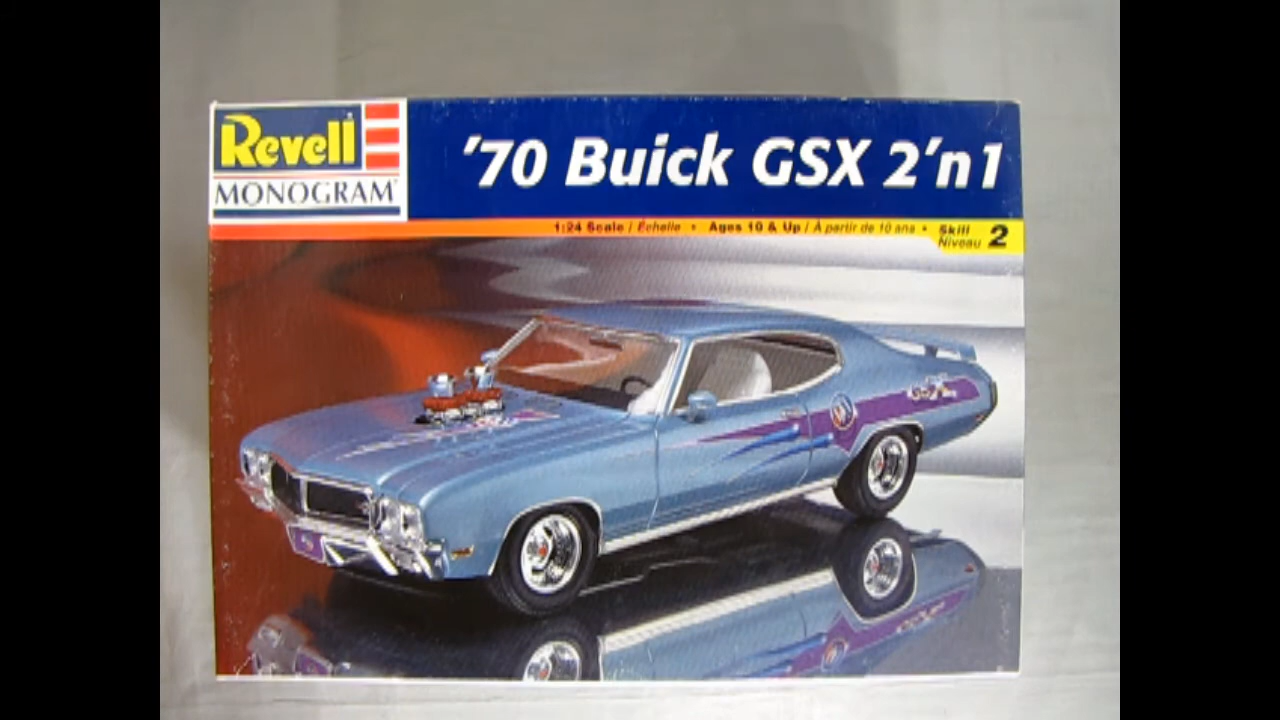 Revell
MONOGRAM
'70 Buick GSX 2'n1
1:24 Scale / Échelle • Ages 10 & Up / À partir de 10 ans •
Skill
Niveau
2